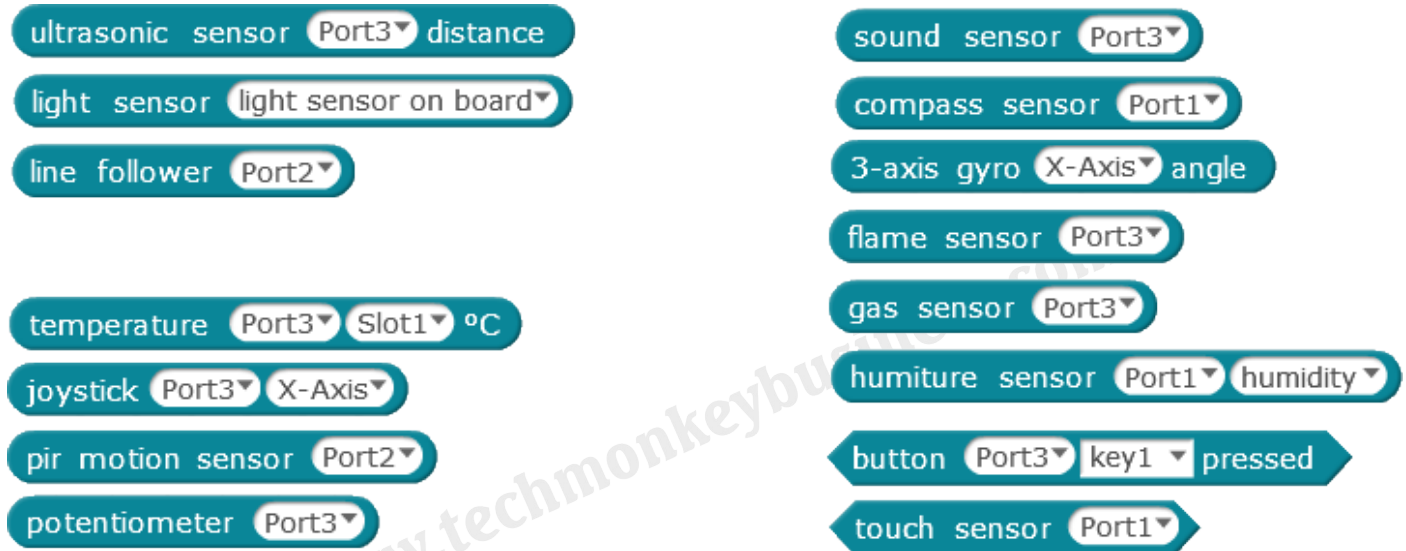 ultrasonic sensor Port3 distance
light sensor light sensor on board
line follower Port2
temperature Port3 Slot1 ºC
joystick Port3 X-Axis
pir motion sensor Port2
potentiometer Port3
sound sensor Port3
compass sensor Port1
3-axis gyro X-Axis angle
flame sensor Port3
gas sensor Port3
humiture sensor Port1 humidity
button Port3 key1 pressed
touch sensor Port1